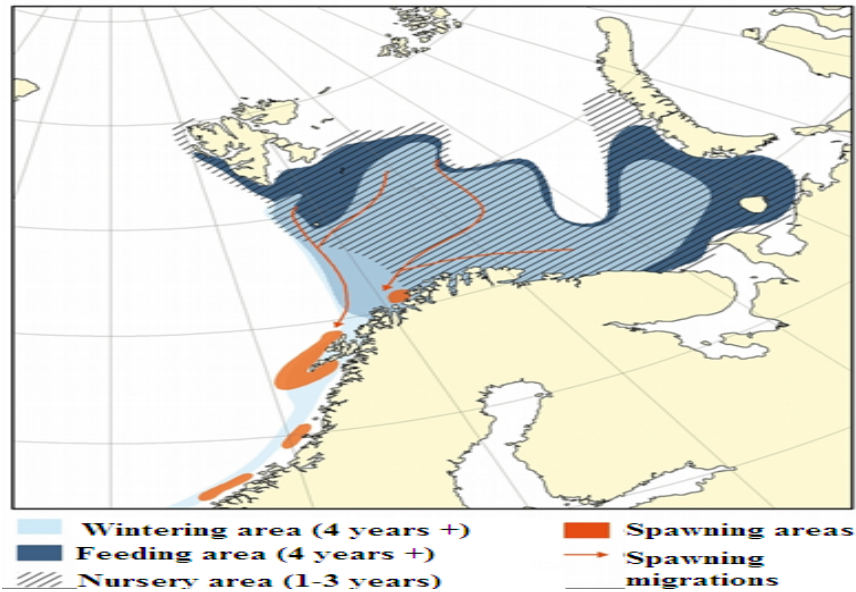 Wintering area (4 years +)
Feeding area (4 years +)
Nursery area (1-3 years)
Spawning areas
Spawning
migrations